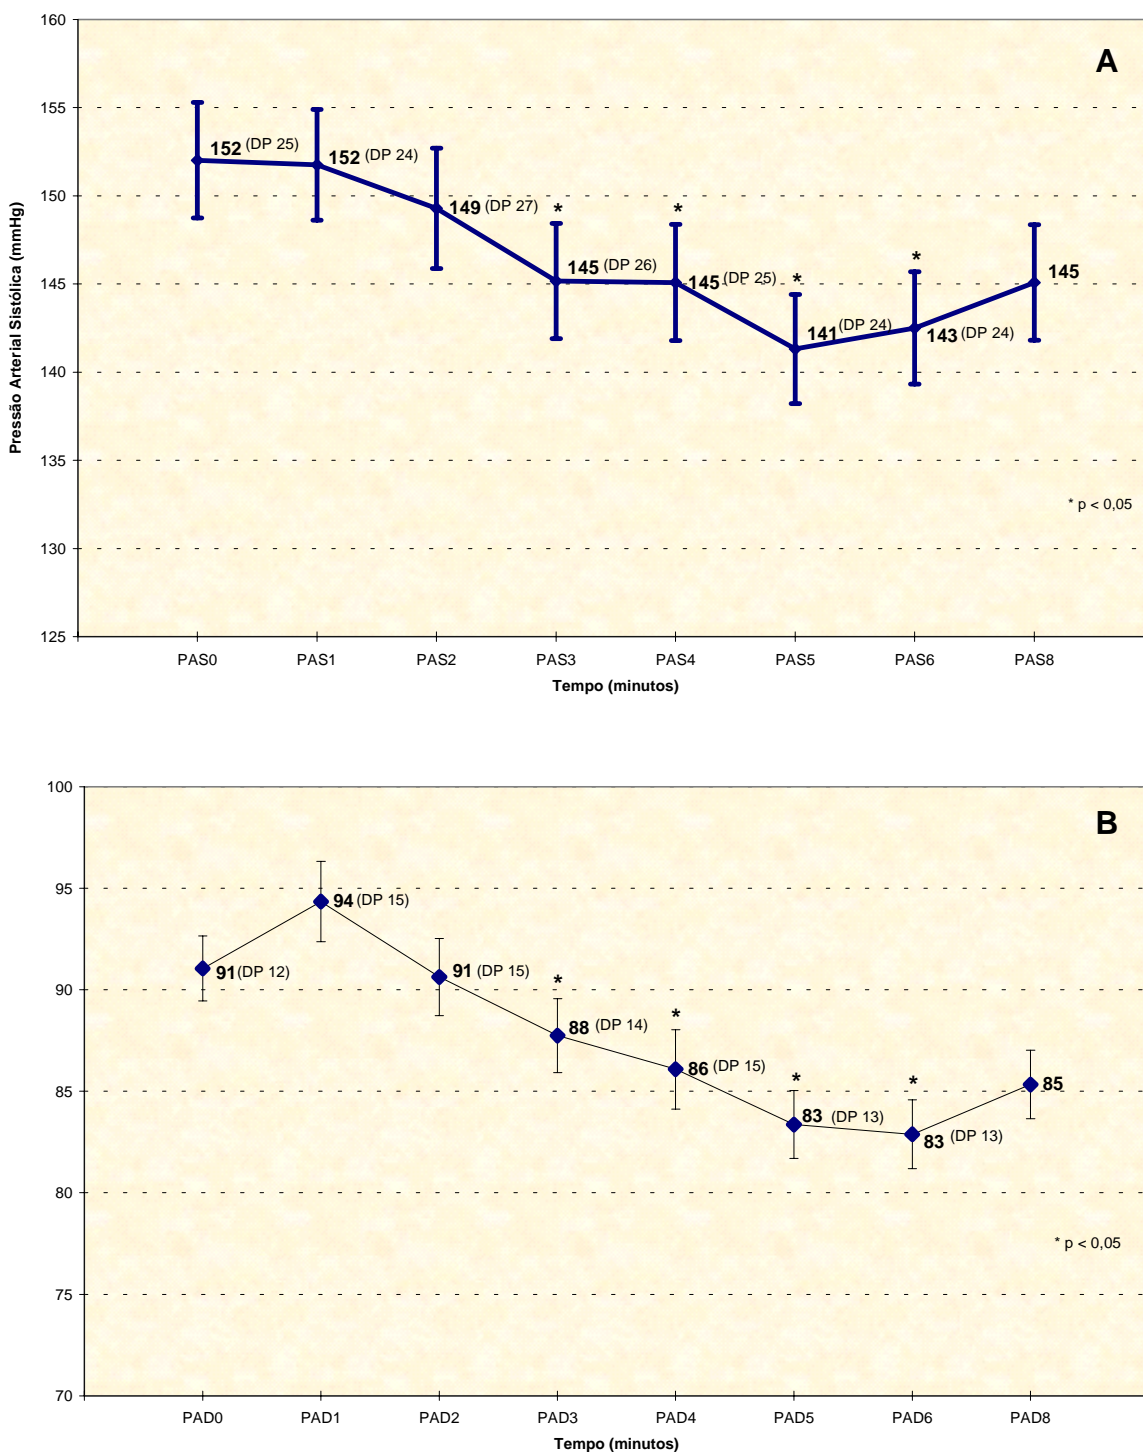 160
A
155
152 (DP 25)
152 (DP 24)
150
149 (DP 27)
*
*
*
145 (DP 26)
145 (DP 25)
*
145
145
141 (DP 24)
143 (DP 24)
140
135
* p < 0,05
130
125
Pressão Arterial Sistólica (mmHg)
PAS0 PAS1 PAS2 PAS3 PAS4 PAS5 PAS6 PAS8
Tempo (minutos)
100
B
95
94 (DP 15)
91 (DP 12)
91 (DP 15)
90
*
*
88 (DP 14)
86 (DP 15)
*
*
85
85
83 (DP 13)
83 (DP 13)
80
* p < 0,05
75
70
PAD0 PAD1 PAD2 PAD3 PAD4 PAD5 PAD6 PAD8
Tempo (minutos)